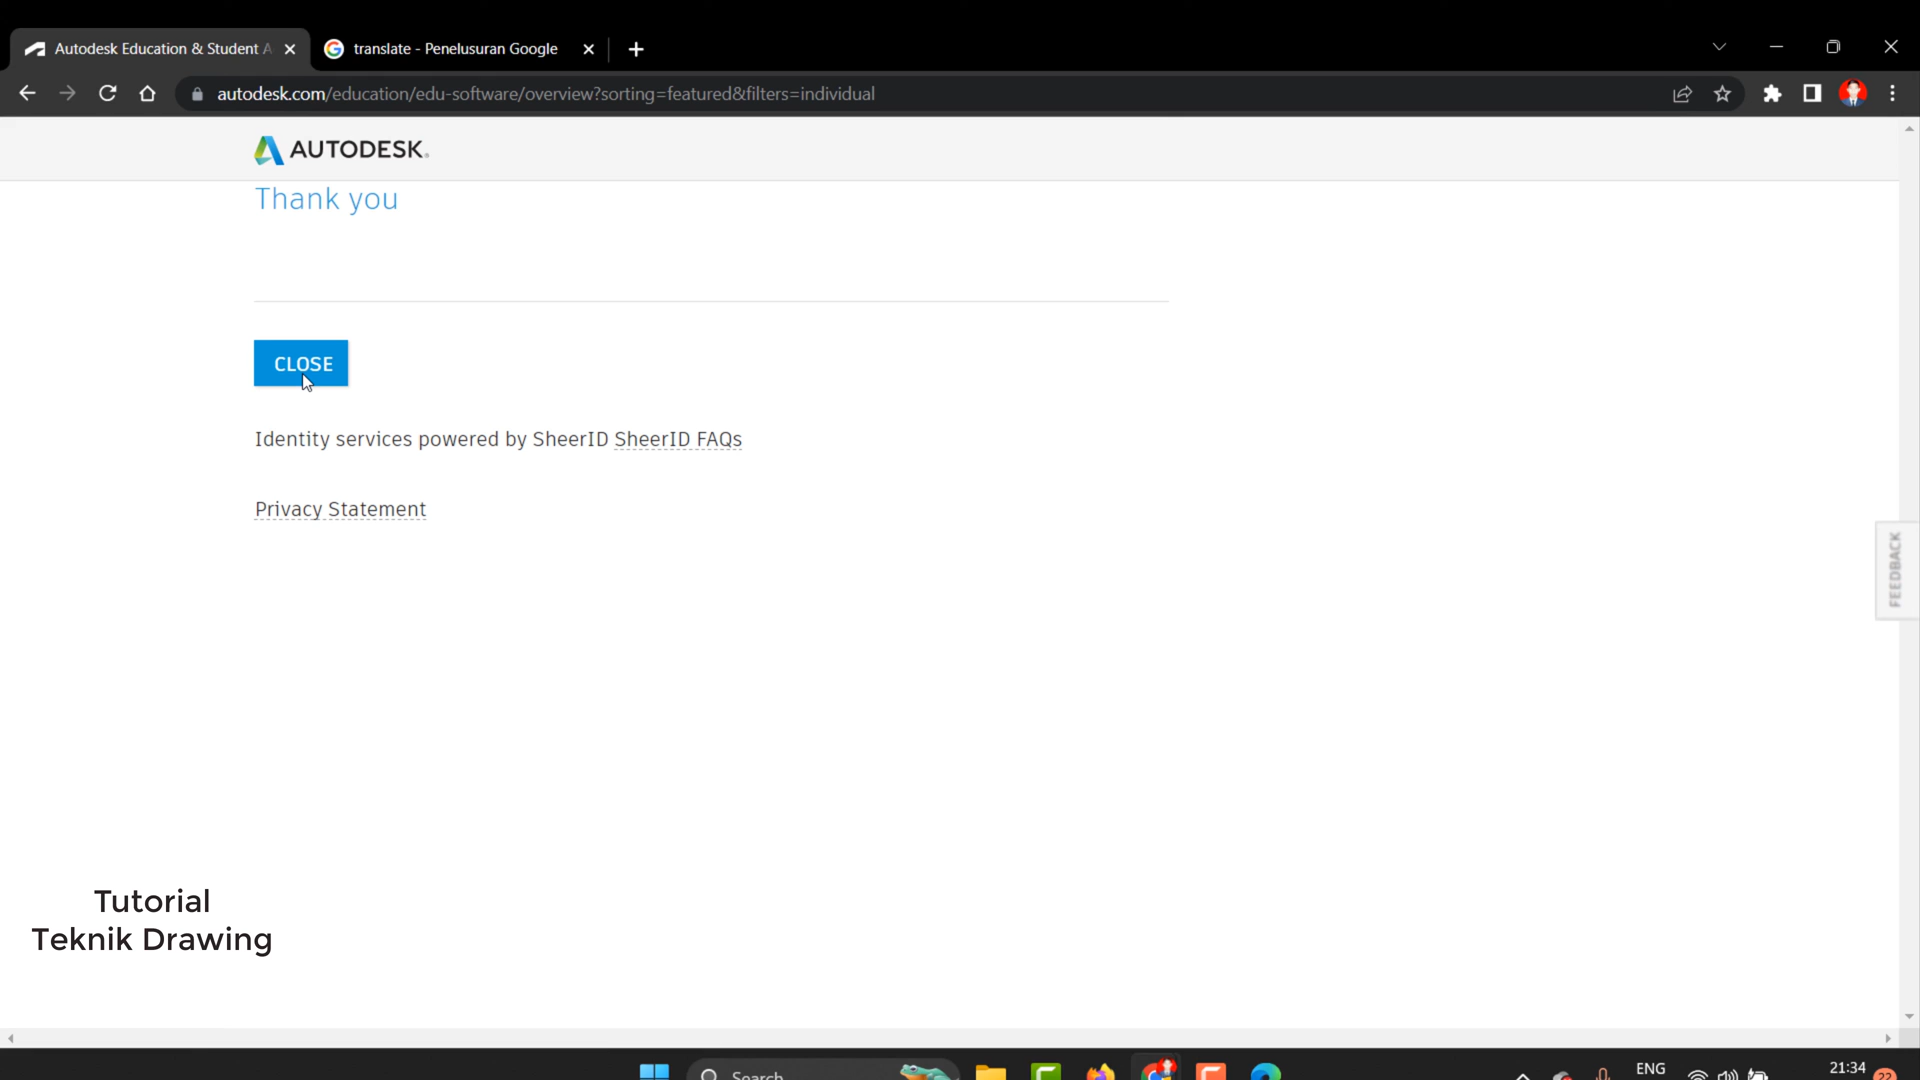 Autodesk Education & Student A
translate - Penelusuran Google
autodesk.com/education/edu-software/overview?sorting=featured&filters=individual
AUTODESK
Thank you
CLOSE
Identity services powered by SheerID SheerID FAQs
Privacy Statement
FEEDBACK
Tutorial
Teknik Drawing
Search
ENG
21:34
22